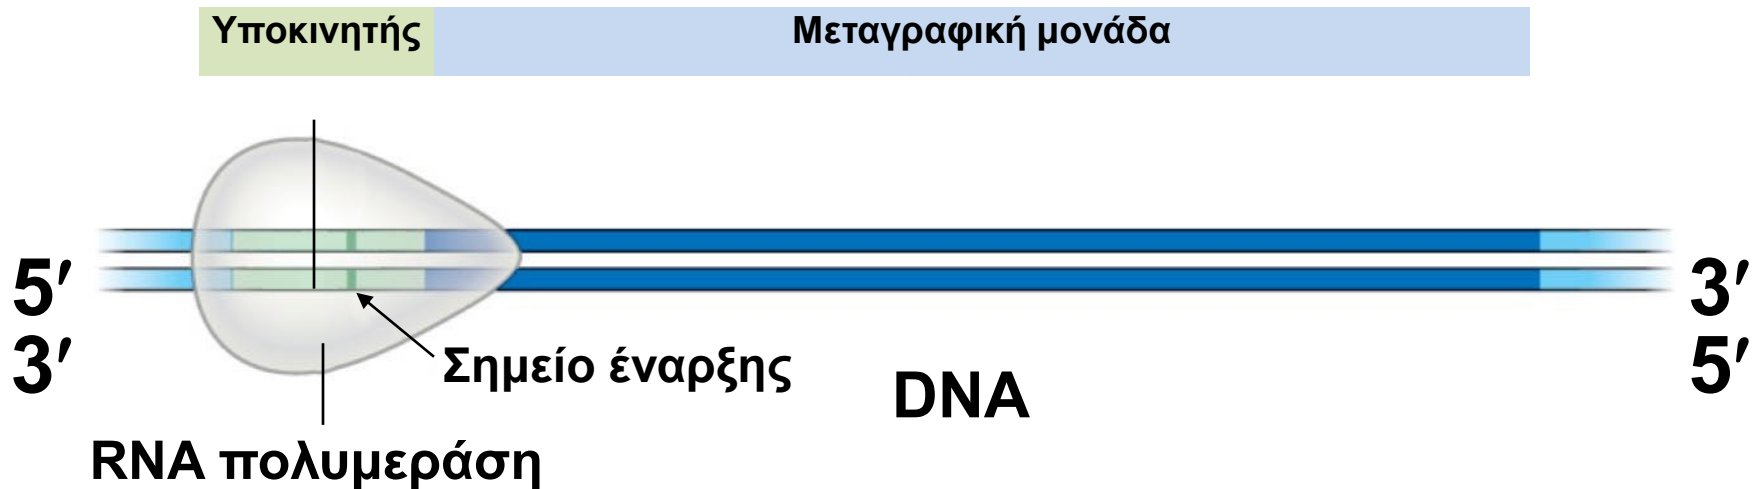 Υποκινητής
Μεταγραφική μονάδα
5′
3′
3′
5′
Σημείο έναρξης
DNA
RNA πολυμεράση